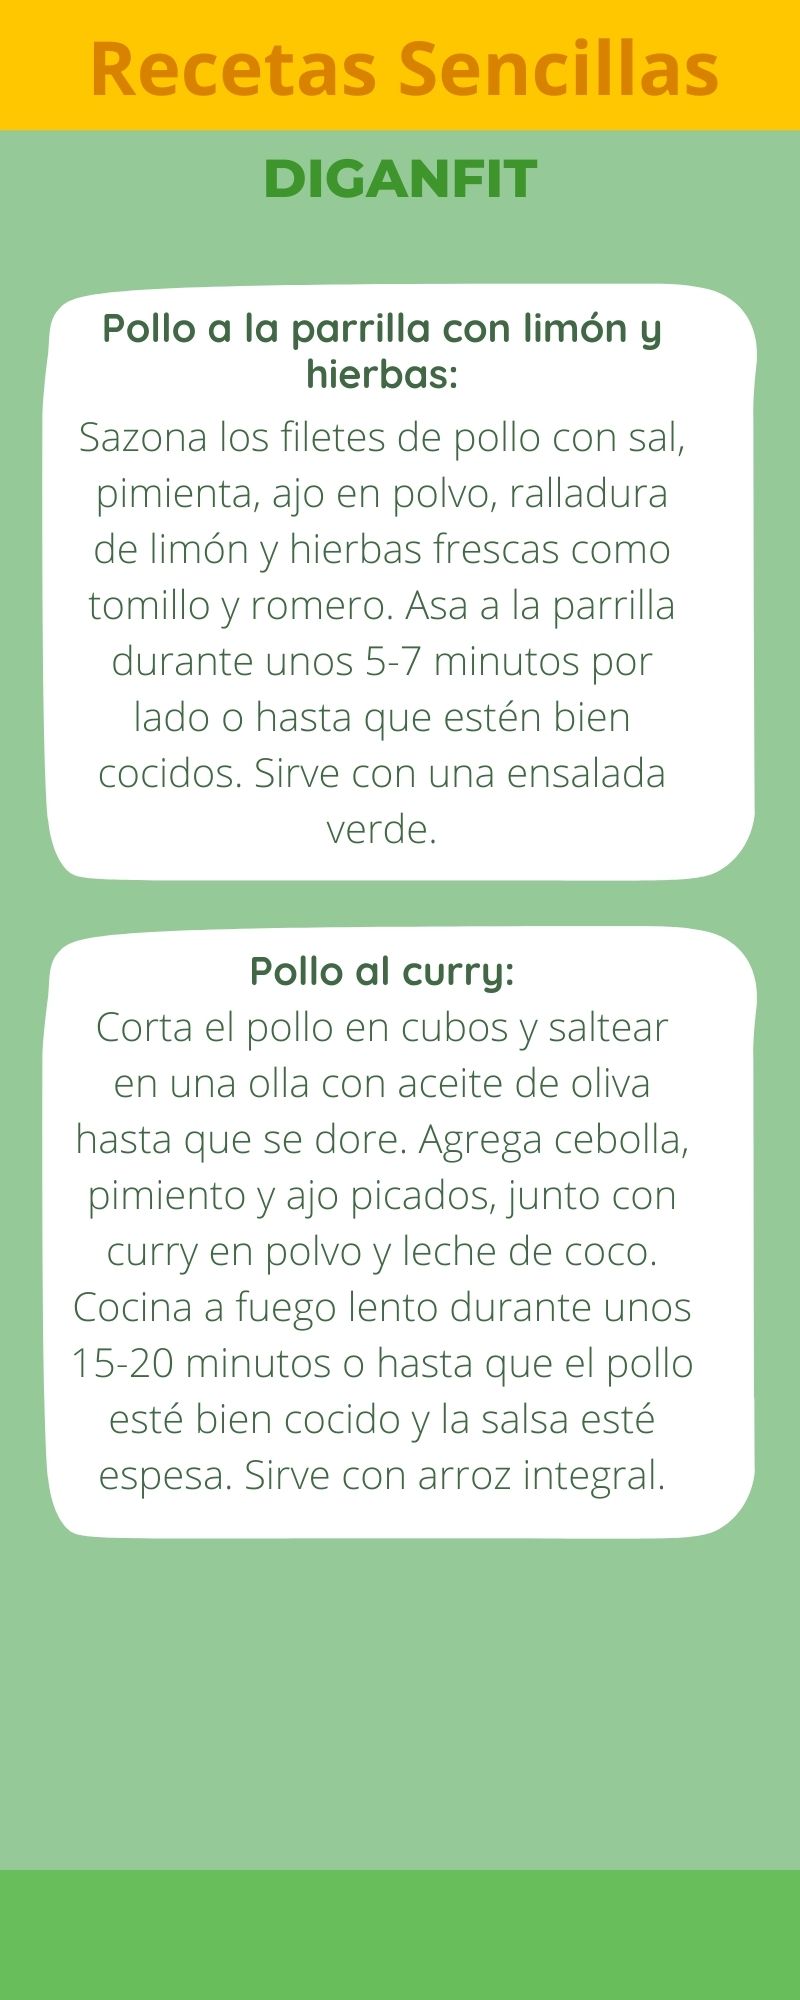 Recetas Sencillas
DIGANFIT
Pollo a la parrilla con limón y
hierbas:
Sazona los filetes de pollo con sal,
pimienta, ajo en polvo, ralladura
de limón y hierbas frescas como
tomillo y romero. Asa a la parrilla
durante unos 5-7 minutos por
lado o hasta que estén bien
cocidos. Sirve con una ensalada
verde.
Pollo al curry:
Corta el pollo en cubos y saltear
en una olla con aceite de oliva
hasta que se dore. Agrega cebolla,
pimiento y ajo picados, junto con
curry en polvo y leche de coco.
Cocina a fuego lento durante unos
15-20 minutos o hasta que el pollo
esté bien cocido y la salsa esté
espesa. Sirve con arroz integral.